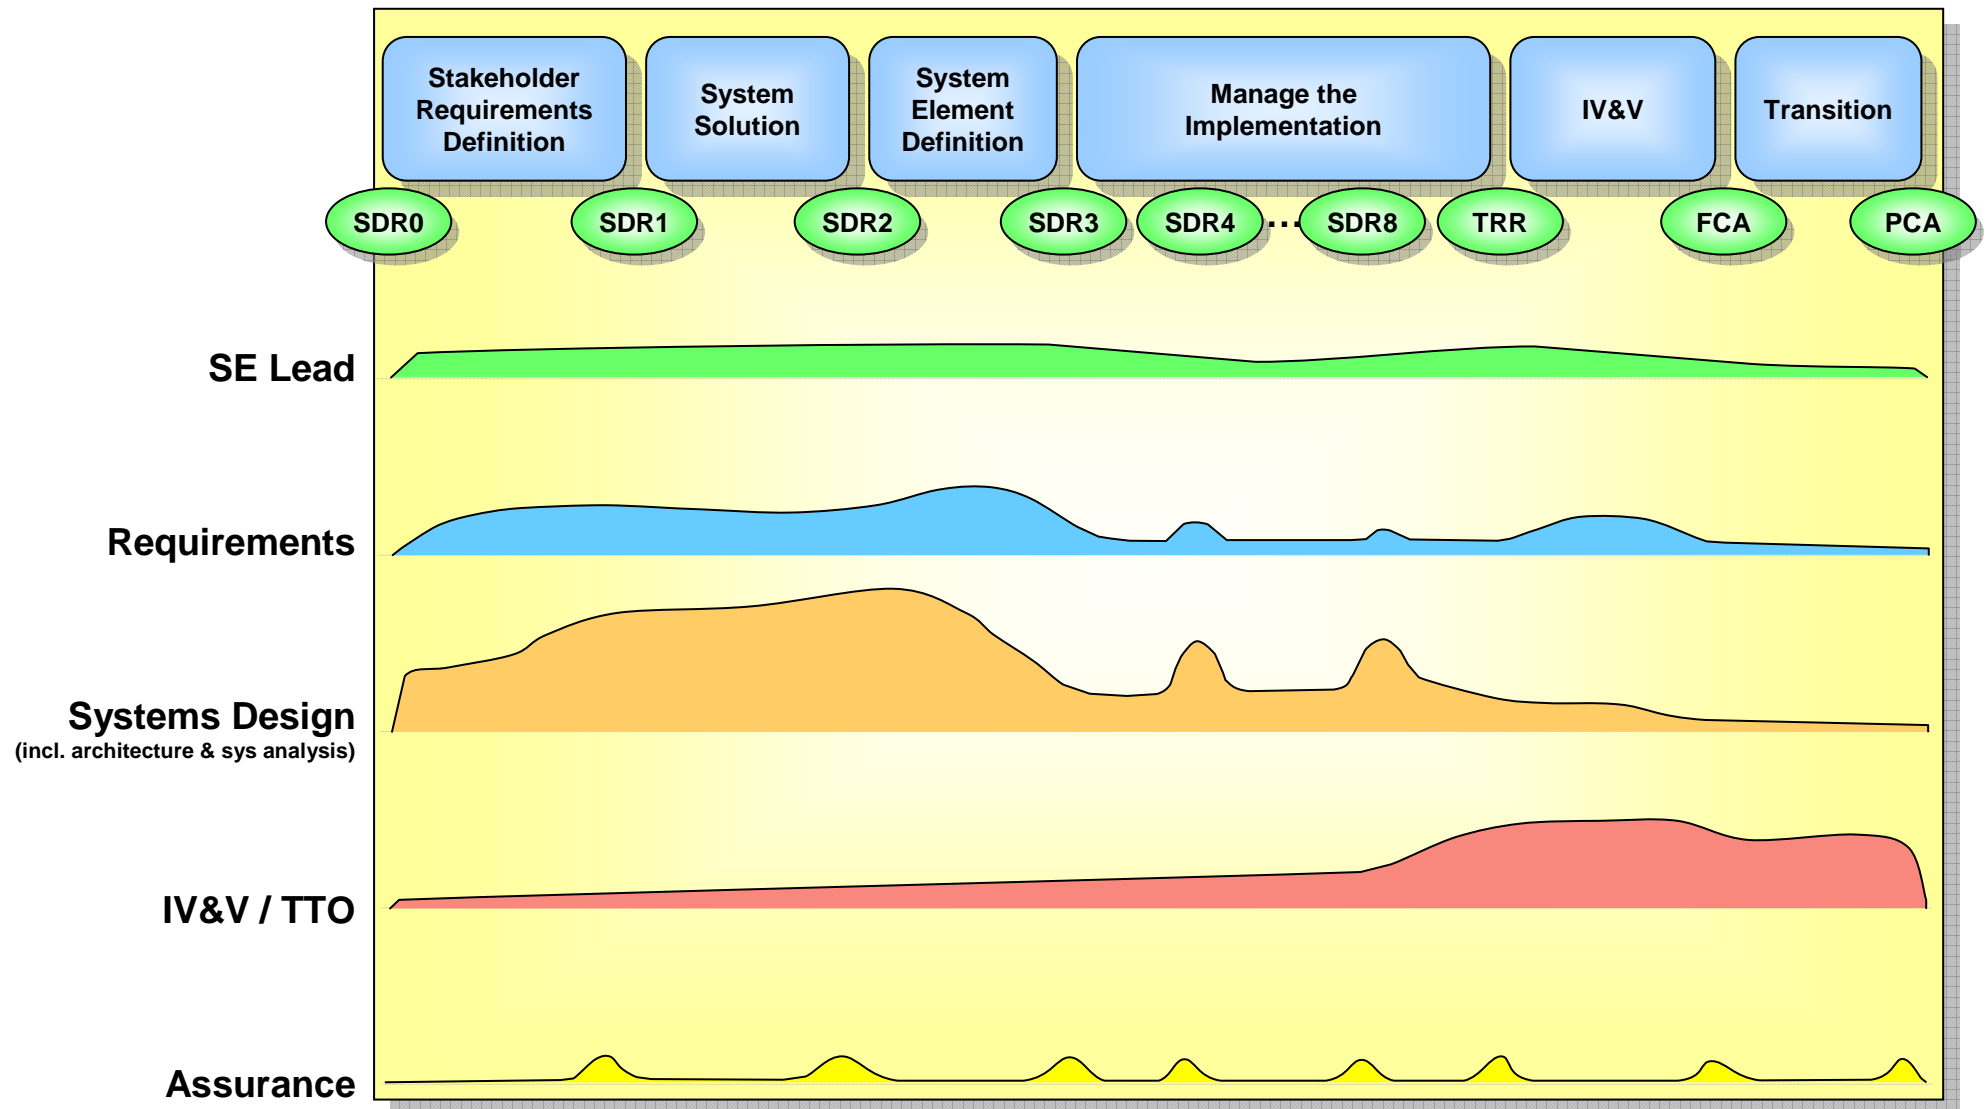 Stakeholder
Requirements
Definition
System
Solution
System
Element
Definition
Manage the
Implementation
IV&V
Transition
SDR0
SDR1
SDR2
SDR3
SDR4
...
SDR8
TRR
FCA
PCA
SE Lead
Requirements
Systems Design
(incl. architecture & sys analysis)
IV&V / TTO
Assurance